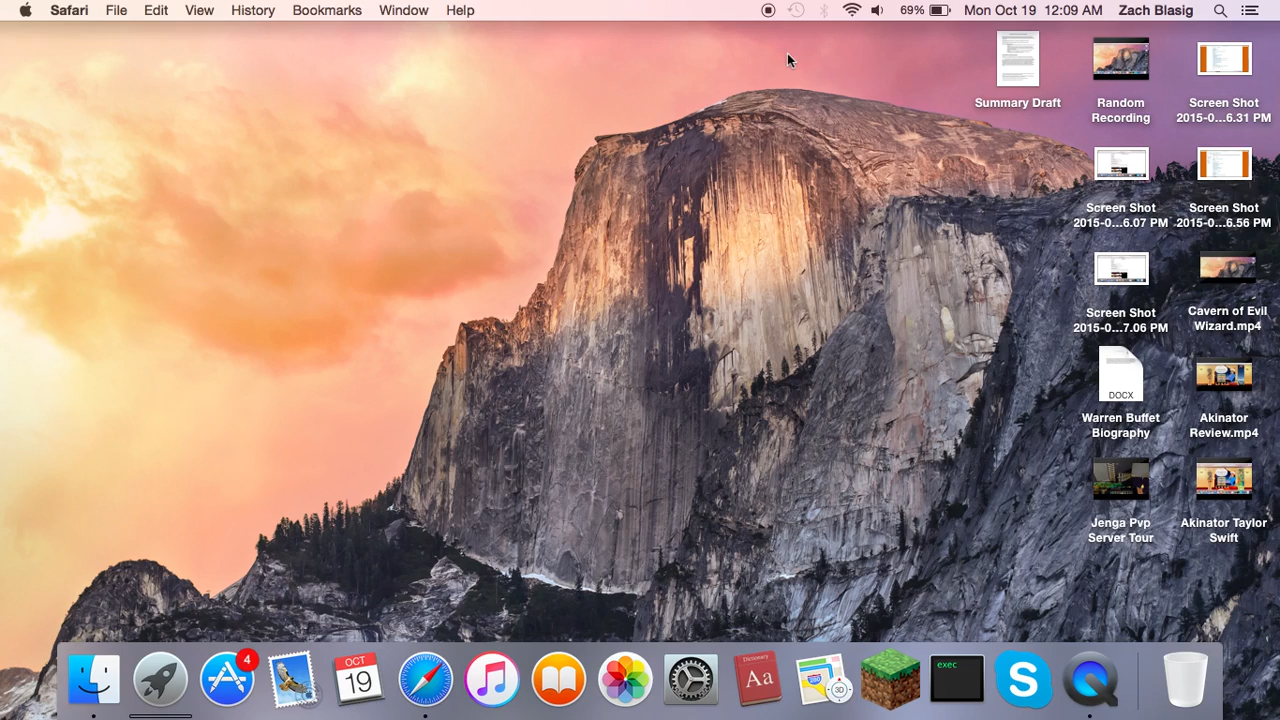 Safari File Edit View History Bookmarks Window Help 69% Mon Oct 19 12:09 AM Zach Blasig
Summary Draft
Random
Recording
Screen Shot
2015-0...6.31 PM
Screen Shot
2015-0...6.07 PM
Screen Shot
2015-0...6.56 PM
Screen Shot
2015-0...7.06 PM
Cavern of Evil
Wizard.mp4
DOCX
Warren Buffet
Biography
Akinator
Review.mp4
Jenga Pvp
Server Tour
Akinator Taylor
Swift
4
OCT
19
Dictionary
Aa
3D
exec